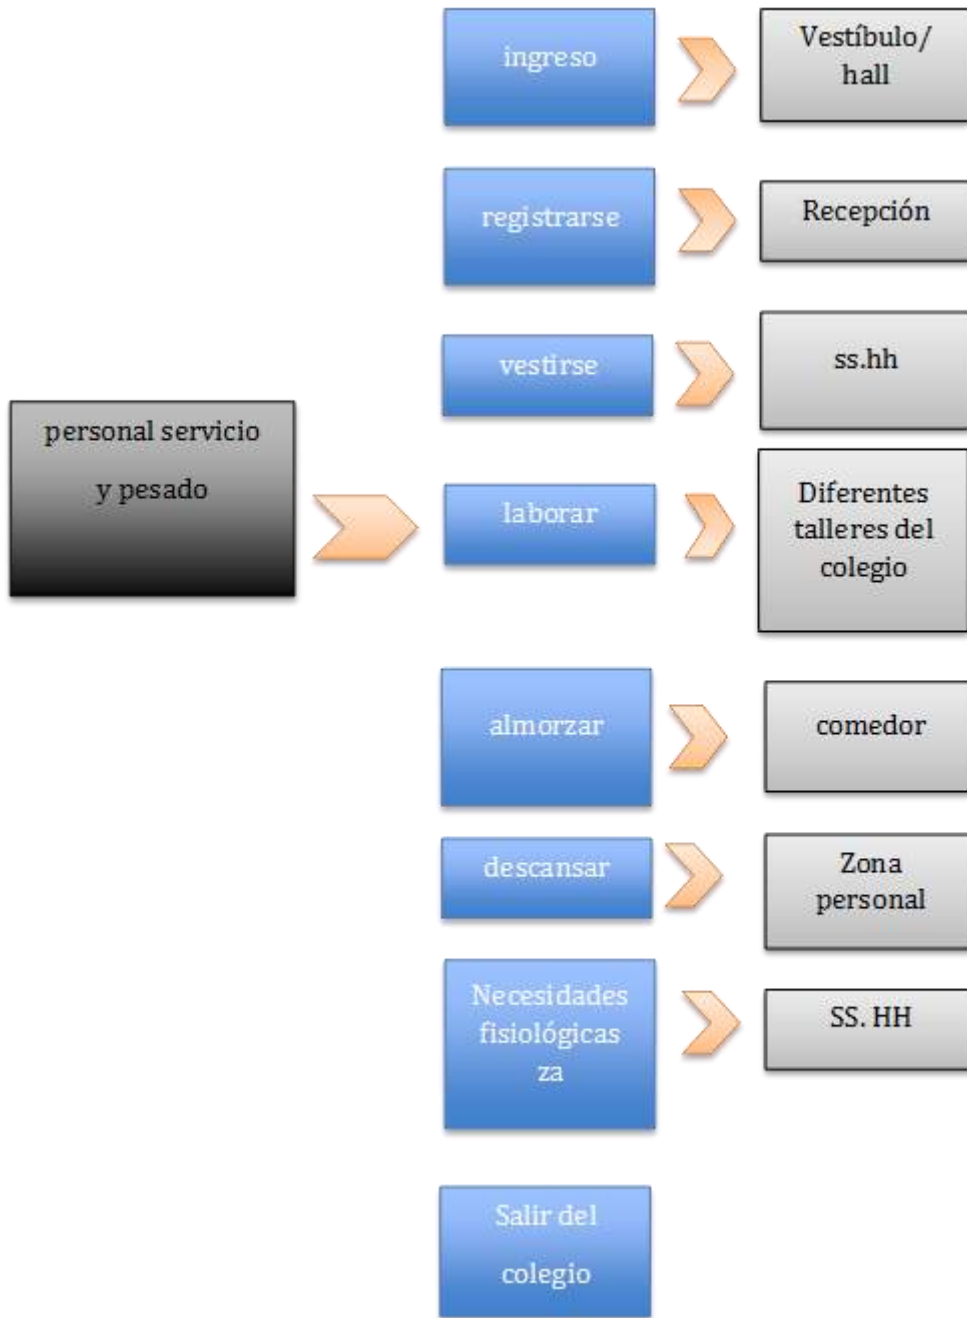 ingreso
Vestíbulo/
hall
registrarse
Recepción
vestirse
ss.hh
personal servicio
y pesado
laborar
Diferentes
talleres del
colegio
almorzar
comedor
descansar
Zona
personal
Necesidades
fisiológicas
za
SS. HH
Salir del
colegio